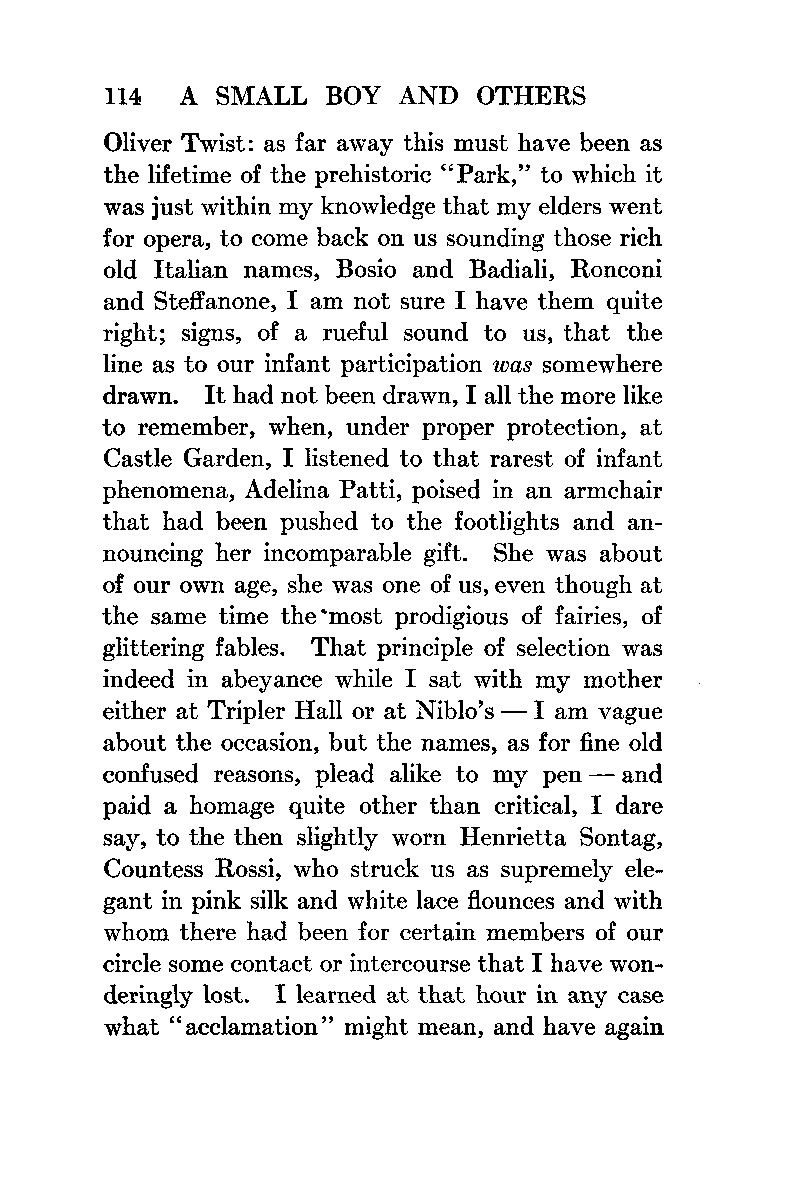 114 A SMALL BOY AND OTHERS
Oliver Twist: as far away this must have been as
the lifetime of the prehistoric “Park,” to which it
was just within my knowledge that my elders went
for opera, to come back on us sounding those rich
old Italian names, Bosio and Badiali, Ronconi
and Steffanone, I am not sure I have them quite
right; signs, of a rueful sound to us, that the
line as to our infant participation was somewhere
drawn. It had not been drawn, I all the more like
to remember, when, under proper protection, at
Castle Garden, I listened to that rarest of infant
phenomena, Adelina Patti, poised in an armchair
that had been pushed to the footlights and an-
nouncing her incomparable gift. She was about
of our own age, she was one of us, even though at
the same time the most prodigious of fairies, of
glittering fables. That principle of selection was
indeed in abeyance while I sat with my mother
either at Tripler Hall or at Niblo’s — I am vague
about the occasion, but the names, as for fine old
confused reasons, plead alike to my pen — and
paid a homage quite other than critical, I dare
say, to the then slightly worn Henrietta Sontag,
Countess Rossi, who struck us as supremely ele-
gant in pink silk and white lace flounces and with
whom there had been for certain members of our
circle some contact or intercourse that I have won-
deringly lost. I learned at that hour in any case
what “acclamation” might mean, and have again